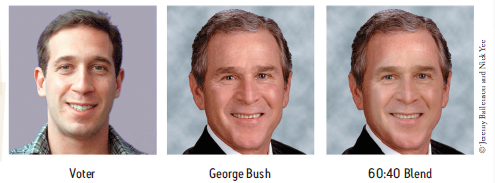 Voter
George Bush
60:40 Blend
© Jeremy Bailenson and Nick Yee